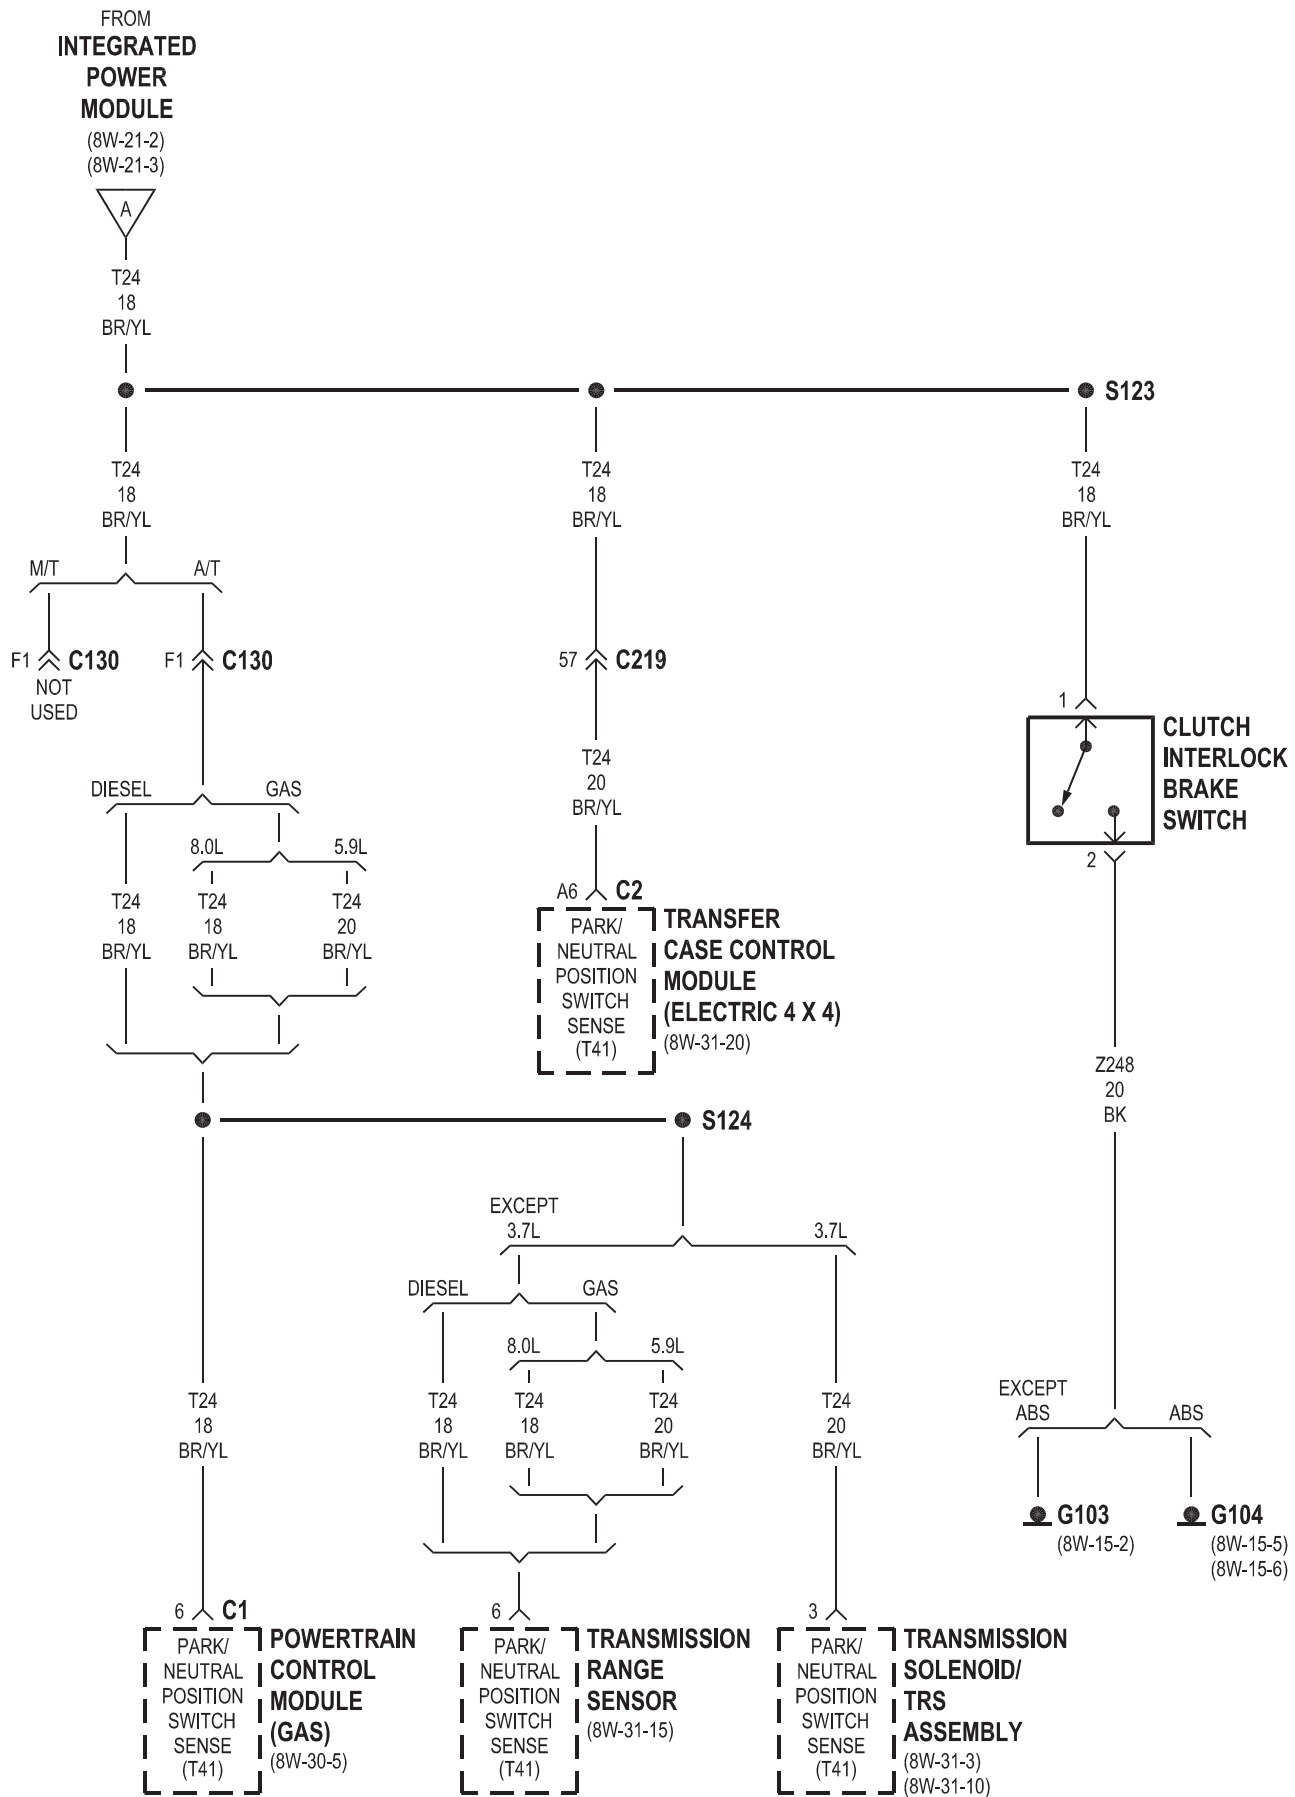 FROM
INTEGRATED
POWER
MODULE
(8W-21-2)
(8W-21-3)
A
T24
18
BR/YL
S123
T24
18
BR/YL
T24
18
BR/YL
T24
18
BR/YL
M/T
A/T
F1
C130
NOT
USED
F1
C130
57
C219
1
CLUTCH
INTERLOCK
BRAKE
SWITCH
2
T24
20
BR/YL
DIESEL
GAS
8.0L
5.9L
T24
18
BR/YL
T24
18
BR/YL
T24
20
BR/YL
A6
C2
PARK/
NEUTRAL
POSITION
SWITCH
SENSE
(T41)
TRANSFER
CASE CONTROL
MODULE
(ELECTRIC 4 X 4)
(8W-31-20)
Z248
20
BK
S124
EXCEPT
3.7L
3.7L
DIESEL
GAS
8.0L
5.9L
T24
18
BR/YL
T24
18
BR/YL
T24
18
BR/YL
T24
20
BR/YL
T24
20
BR/YL
EXCEPT
ABS
ABS
G103
(8W-15-2)
G104
(8W-15-5)
(8W-15-6)
6
C1
PARK/
NEUTRAL
POSITION
SWITCH
SENSE
(T41)
POWERTRAIN
CONTROL
MODULE
(GAS)
(8W-30-5)
6
PARK/
NEUTRAL
POSITION
SWITCH
SENSE
(T41)
TRANSMISSION
RANGE
SENSOR
(8W-31-15)
3
PARK/
NEUTRAL
POSITION
SWITCH
SENSE
(T41)
TRANSMISSION
SOLENOID/
TRS
ASSEMBLY
(8W-31-3)
(8W-31-10)